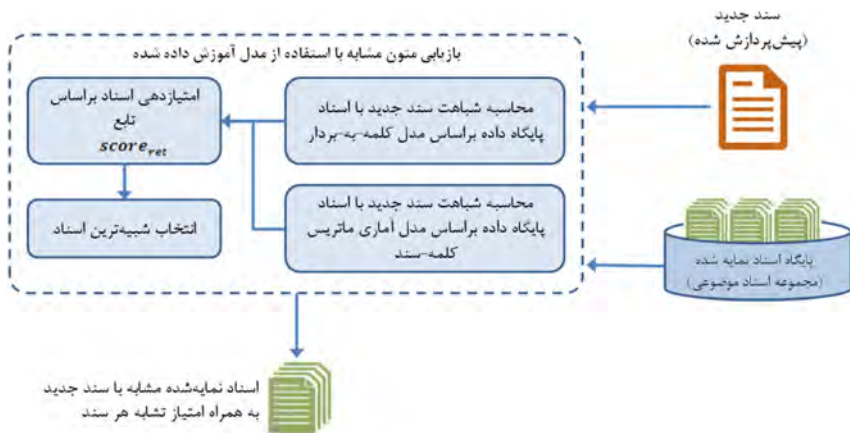 سند جدید
(پیش‌پردازش شده)
بازیابی متون مشابه با استفاده از مدل آموزش داده شده
محاسبه شباهت سند جدید با اسناد
پایگاه داده براساس مدل کلمه-به-بردار
امتیازدهی اسناد براساس
تابع
score_ret
محاسبه شباهت سند جدید با اسناد
پایگاه داده براساس مدل آماری ماتریس
کلمه-سند
انتخاب شبیه‌ترین اسناد
پایگاه اسناد نمایه شده
(مجموعه اسناد موضوعی)
اسناد نمایه‌شده مشابه با سند جدید
به همراه امتیاز تشابه هر سند